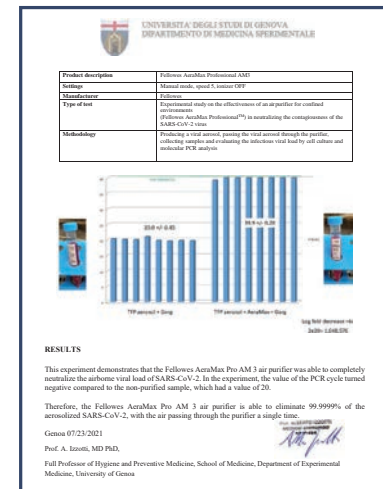 UNIVERSITA' DEGLI STUDI DI GENOVA
DIPARTIMENTO DI MEDICINA SPERIMENTALE
Product description Fellowes AeraMax Professional AM3
Settings Manual mode, speed 5, ionizer OFF
Manufacturer Fellowes
Type of test Experimental study on the effectiveness of an air purifier for confined
environments
(Fellowes AeraMax Professional™) in neutralizing the contagiousness of the
SARS-CoV-2 virus
Methodology Producing a viral aerosol, passing the viral aerosol through the purifier,
collecting samples and evaluating the infectious viral load by cell culture and
molecular PCR analysis
RESULTS
This experiment demonstrates that the Fellowes AeraMax Pro AM 3 air purifier was able to completely
neutralize the airborne viral load of SARS-CoV-2. In the experiment, the value of the PCR cycle turned
negative compared to the non-purified sample, which had a value of 20.
Therefore, the Fellowes AeraMax Pro AM 3 air purifier is able to eliminate 99.9999% of the
aerosolized SARS-CoV-2, with the air passing through the purifier a single time.
Genoa 07/23/2021
Prof. A. Izzotti, MD PhD,
Full Professor of Hygiene and Preventive Medicine, School of Medicine, Department of Experimental
Medicine, University of Genoa